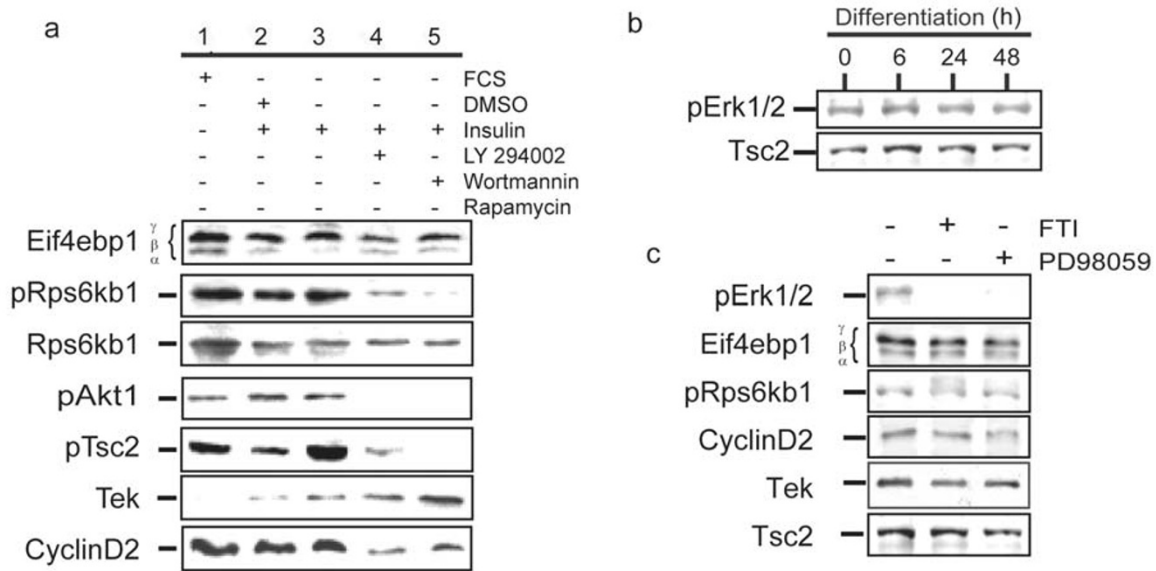 a
1 2 3 4 5
+ - - - - FCS
- + - - - DMSO
- + + + + Insulin
- - - + - LY 294002
- - - - + Wortmannin
- - - - - Rapamycin
Eif4ebp1 γ β α {
pRps6kb1
Rps6kb1
pAkt1
pTsc2
Tek
CyclinD2
b
Differentiation (h)
0 6 24 48
pErk1/2
Tsc2
c
- + - FTI
- - + PD98059
pErk1/2
Eif4ebp1 γ β α {
pRps6kb1
CyclinD2
Tek
Tsc2